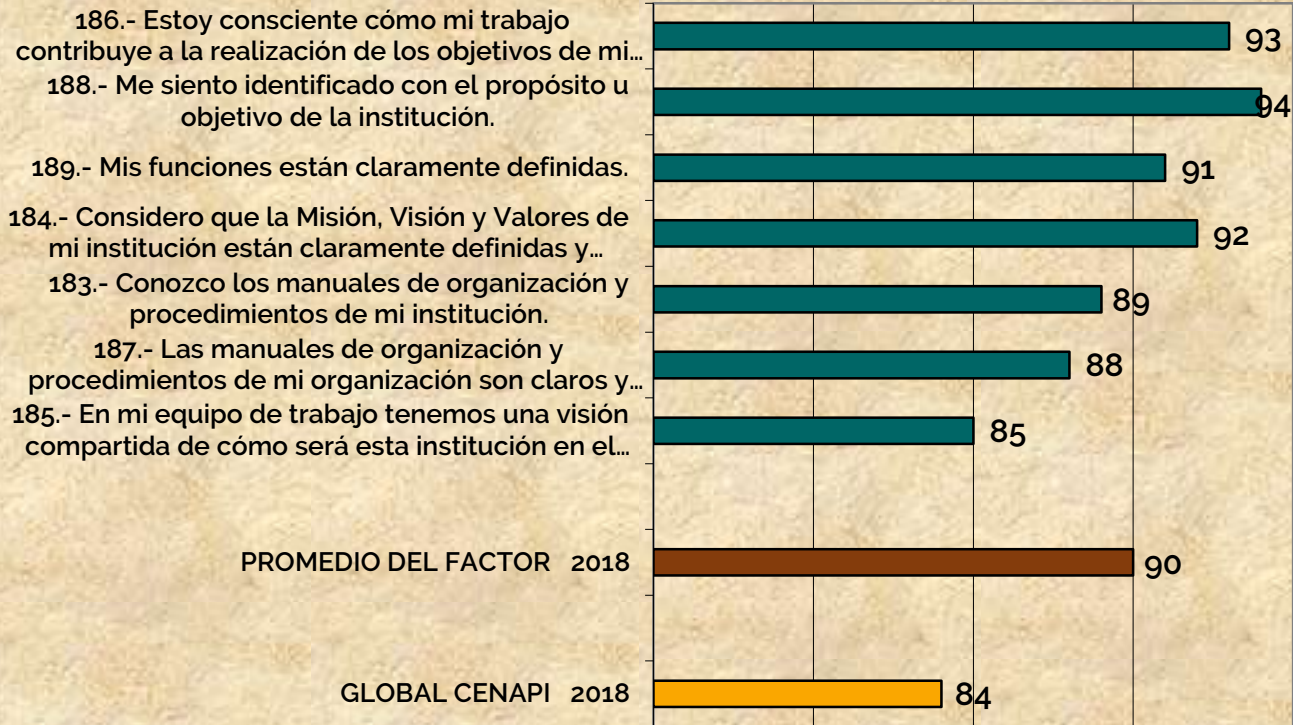 186.- Estoy consciente cómo mi trabajo
contribuye a la realización de los objetivos de mi…
93
188.- Me siento identificado con el propósito u
objetivo de la institución.
94
189.- Mis funciones están claramente definidas.
91
184.- Considero que la Misión, Visión y Valores de
mi institución están claramente definidas y…
92
183.- Conozco los manuales de organización y
procedimientos de mi institución.
89
187.- Las manuales de organización y
procedimientos de mi organización son claros y…
88
185.- En mi equipo de trabajo tenemos una visión
compartida de cómo será esta institución en el…
85
PROMEDIO DEL FACTOR 2018
90
GLOBAL CENAPI 2018
84